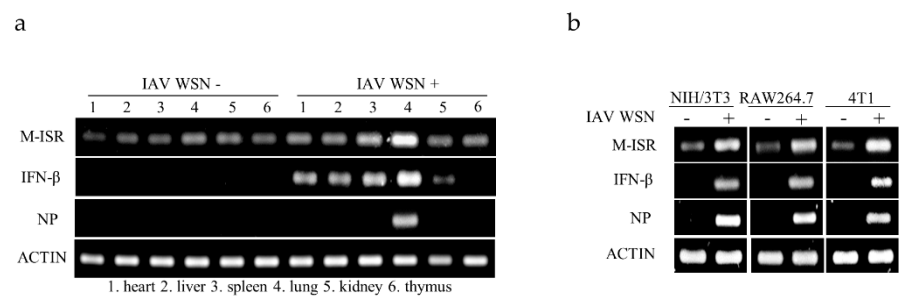 a
IAV WSN - IAV WSN +
1 2 3 4 5 6 1 2 3 4 5 6
M-ISR
IFN-β
NP
ACTIN
1. heart 2. liver 3. spleen 4. lung 5. kidney 6. thymus
b
NIH/3T3 RAW264.7 4T1
IAV WSN - + - + - +
M-ISR
IFN-β
NP
ACTIN